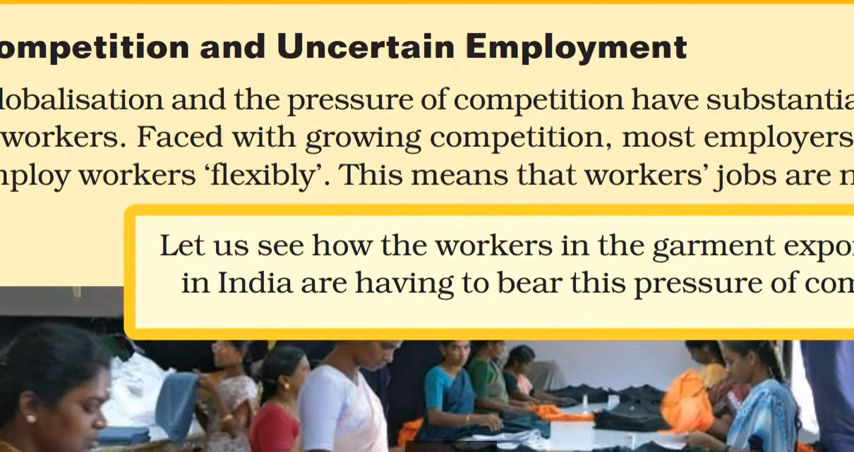 ompetition and Uncertain Employment
lobalisation and the pressure of competition have substantia
workers. Faced with growing competition, most employers
mploy workers ‘flexibly’. This means that workers’ jobs are n
Let us see how the workers in the garment expor
in India are having to bear this pressure of com